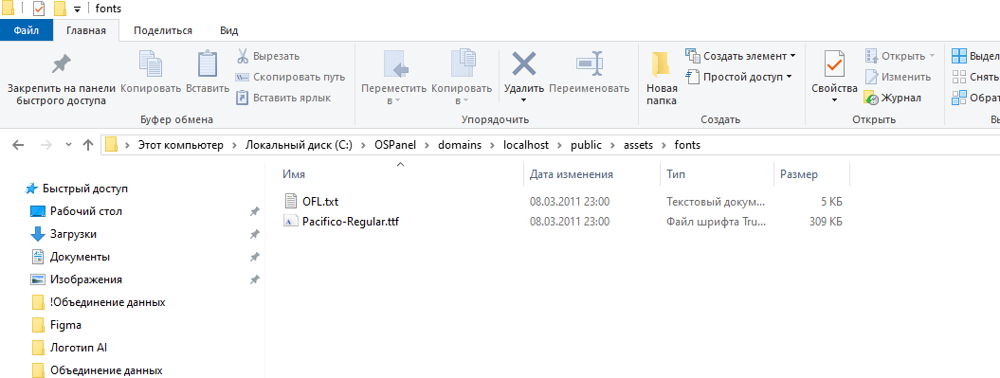 fonts
Файл Главная Поделиться Вид
Закрепить на панели быстрого доступа
Копировать
Вставить
Вырезать
Скопировать путь
Вставить ярлык
Буфер обмена
Переместить в
Копировать в
Удалить
Переименовать
Упорядочить
Новая папка
Создать элемент
Простой доступ
Создать
Свойства
Открыть
Изменить
Журнал
Открыть
Выдел
Снять
Обрат
Вы
Этот компьютер > Локальный диск (C:) > OSPanel > domains > localhost > public > assets > fonts
Имя Дата изменения Тип Размер
OFL.txt 08.03.2011 23:00 Текстовый докум... 5 КБ
Pacifico-Regular.ttf 08.03.2011 23:00 Файл шрифта Tru... 309 КБ
Быстрый доступ
Рабочий стол
Загрузки
Документы
Изображения
!Объединение данных
Figma
Логотип AI
Объединение данных